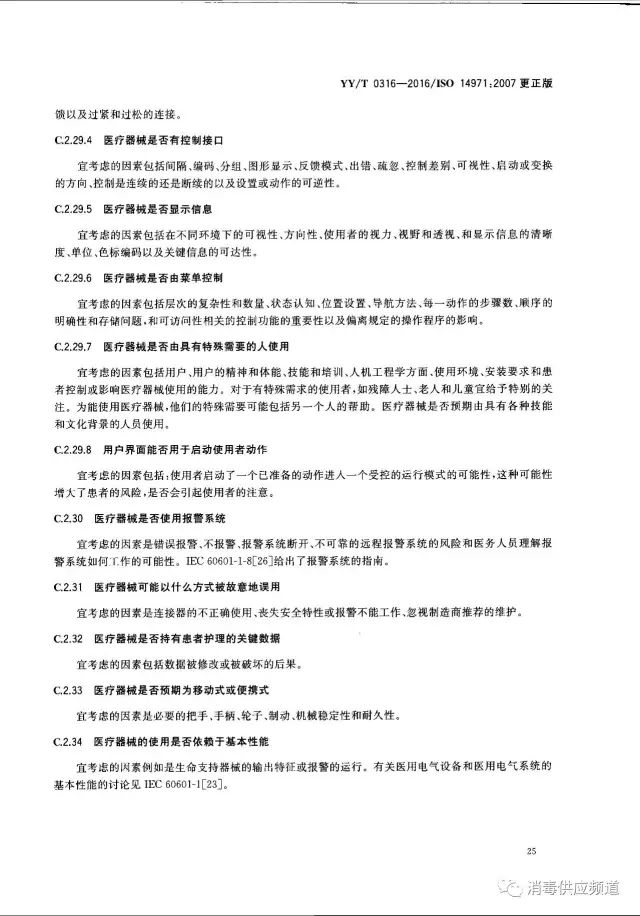 YY/T 0316—2016/ISO 14971:2007 更正版
馈以及过紧和过松的连接。
C.2.29.4 医疗器械是否有控制接口
宜考虑的因素包括间隔、编码、分组、图形显示、反馈模式、出错、疏忽、控制差别、可视性、启动或变换
的方向、控制是连续的还是断续的以及设置或动作的可逆性。
C.2.29.5 医疗器械是否显示信息
宜考虑的因素包括在不同环境下的可视性、方向性、使用者的视力、视野和透视、和显示信息的清晰
度、单位、色标编码以及关键信息的可达性。
C.2.29.6 医疗器械是否由菜单控制
宜考虑的因素包括层次的复杂性和数量、状态认知、位置设置、导航方法、每一动作的步骤数、顺序的
明确性和存储问题,和可访问性相关的控制功能的重要性以及偏离规定的操作程序的影响。
C.2.29.7 医疗器械是否由具有特殊需要的人使用
宜考虑的因素包括用户、用户的精神和体能、技能和培训、人机工程学方面、使用环境、安装要求和患
者控制或影响医疗器械使用的能力。对于有特殊需求的使用者,如残障人士、老人和儿童宜给予特别的关
注。为能使用医疗器械,他们的特殊需要可能包括另一个人的帮助。医疗器械是否预期由具有各种技能
和文化背景的人员使用。
C.2.29.8 用户界面能否用于启动使用者动作
宜考虑的因素包括:使用者启动了一个已准备的动作进入一个受控的运行模式的可能性,这种可能性
增大了患者的风险,是否会引起使用者的注意。
C.2.30 医疗器械是否使用报警系统
宜考虑的因素是错误报警、不报警、报警系统断开、不可靠的远程报警系统的风险和医务人员理解报
警系统如何工作的可能性。IEC 60601-1-8[26]给出了报警系统的指南。
C.2.31 医疗器械可能以什么方式被故意地误用
宜考虑的因素是连接器的不正确使用、丧失安全特性或报警不能工作、忽视制造商推荐的维护。
C.2.32 医疗器械是否持有患者护理的关键数据
宜考虑的因素包括数据被修改或被破坏的后果。
C.2.33 医疗器械是否预期为移动式或便携式
宜考虑的因素是必要的把手、手柄、轮子、制动、机械稳定性和耐久性。
C.2.34 医疗器械的使用是否依赖于基本性能
宜考虑的因素例如是生命支持器械的输出特征或报警的运行。有关医用电气设备和医用电气系统的
基本性能的讨论见 IEC 60601-1[23]。
25
消毒供应频道